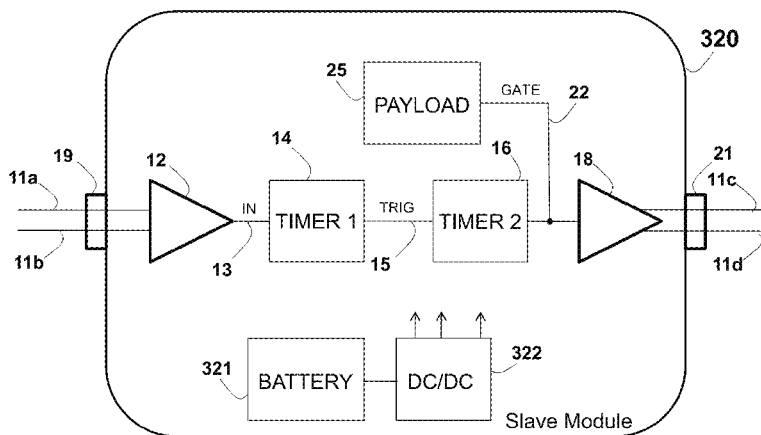 320
25
PAYLOAD
GATE
22
19
12
14
16
18
21
11a
11c
IN
TIMER 1
TRIG
TIMER 2
11b
13
15
11d
321
BATTERY
DC/DC
322
Slave Module